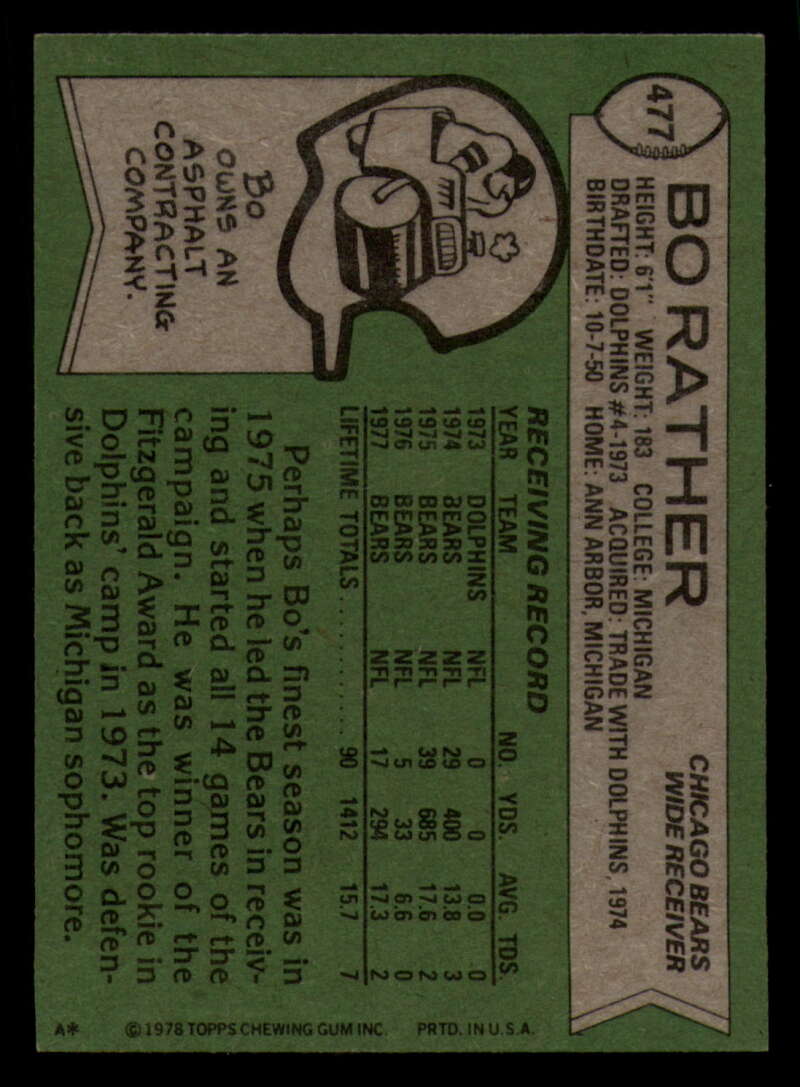 477
BO RATHER
CHICAGO BEARS
WIDE RECEIVER
HEIGHT: 6'1" WEIGHT: 183 COLLEGE: MICHIGAN
DRAFTED: DOLPHINS #4-1973 ACQUIRED: TRADE WITH DOLPHINS, 1974
BIRTHDATE: 10-7-50 HOME: ANN ARBOR, MICHIGAN
BO
OWNS AN
ASPHALT
CONTRACTING
COMPANY.
RECEIVING RECORD
YEAR TEAM NO. YDS. AVG. TDS.
1973 DOLPHINS NFL 0 0 0.0 0
1974 BEARS NFL 29 400 13.8 3
1975 BEARS NFL 39 685 17.6 2
1976 BEARS NFL 5 33 6.6 0
1977 BEARS NFL 17 294 17.3 2
LIFETIME TOTALS . . . . . . . . . . . 90 1412 15.7 7
Perhaps Bo's finest season was in
1975 when he led the Bears in receiv-
ing and started all 14 games of the
campaign. He was winner of the
Fitzgerald Award as the top rookie in
Dolphins' camp in 1973. Was defen-
sive back as Michigan sophomore.
A* © 1978 TOPPS CHEWING GUM INC. PRTD. IN U.S.A.